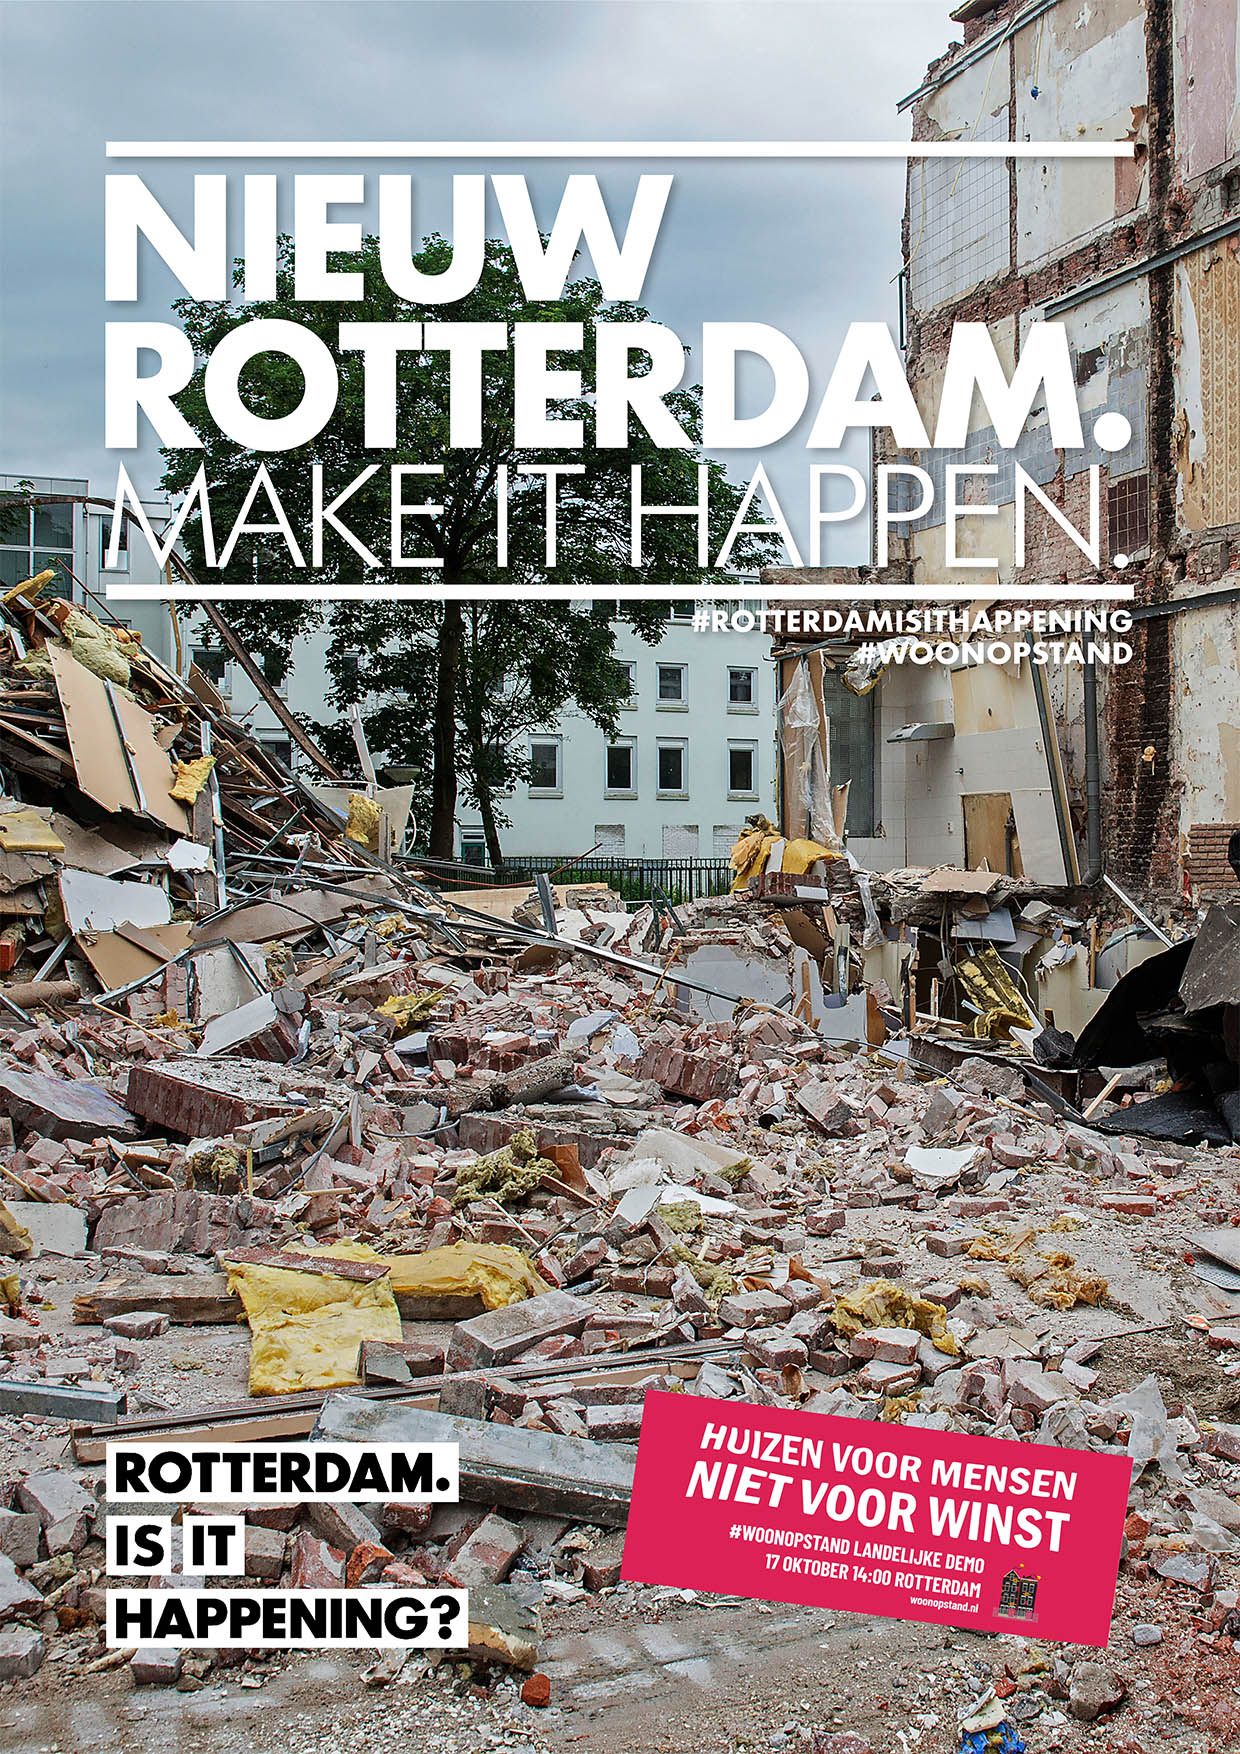 NIEUW
ROTTERDAM.
MAKE IT HAPPEN.
#ROTTERDAMISITHAPPENING
#WOONOPSTAND
ROTTERDAM.
IS IT
HAPPENING?
HUIZEN VOOR MENSEN
NIET VOOR WINST
#WOONOPSTAND LANDELIJKE DEMO
17 OKTOBER 14:00 ROTTERDAM
woonopstand.nl